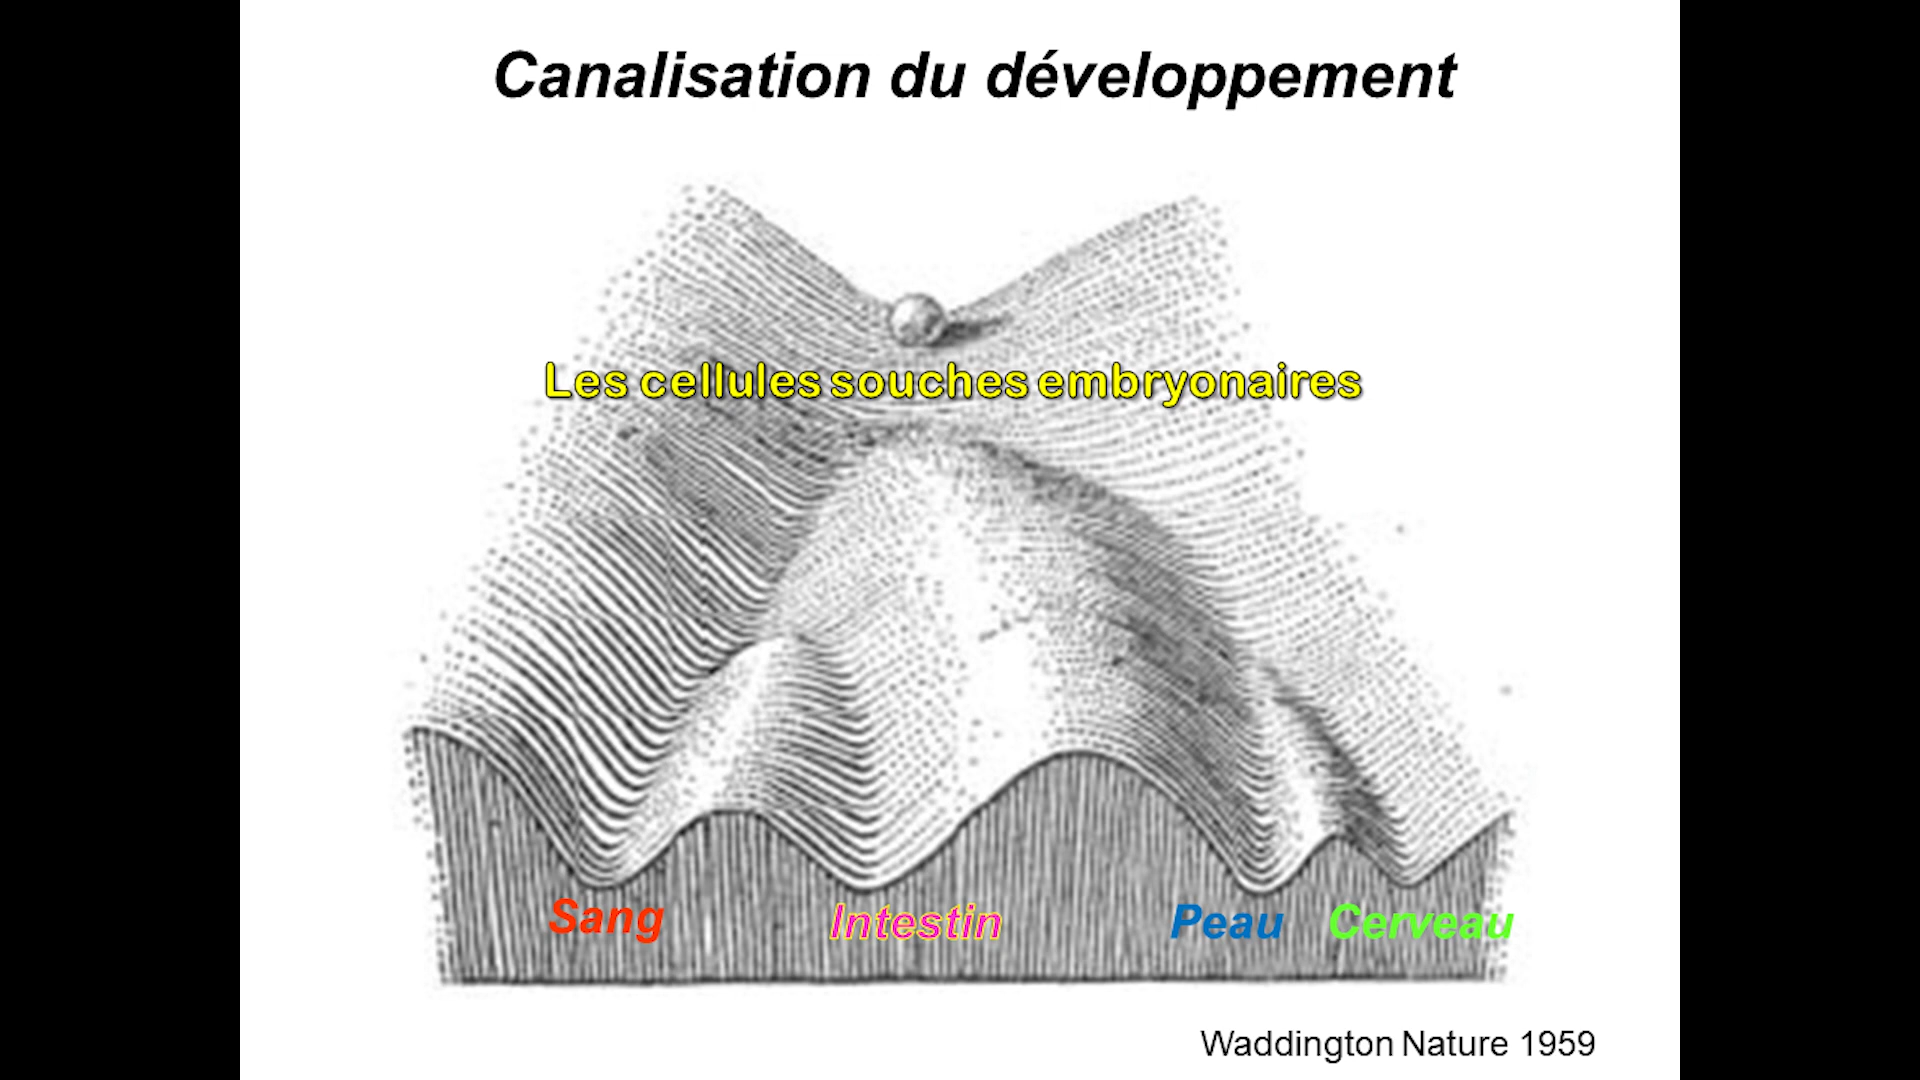 Canalisation du développement
Les cellules souches embryonaires
Sang Intestin Peau Cerveau
Waddington Nature 1959